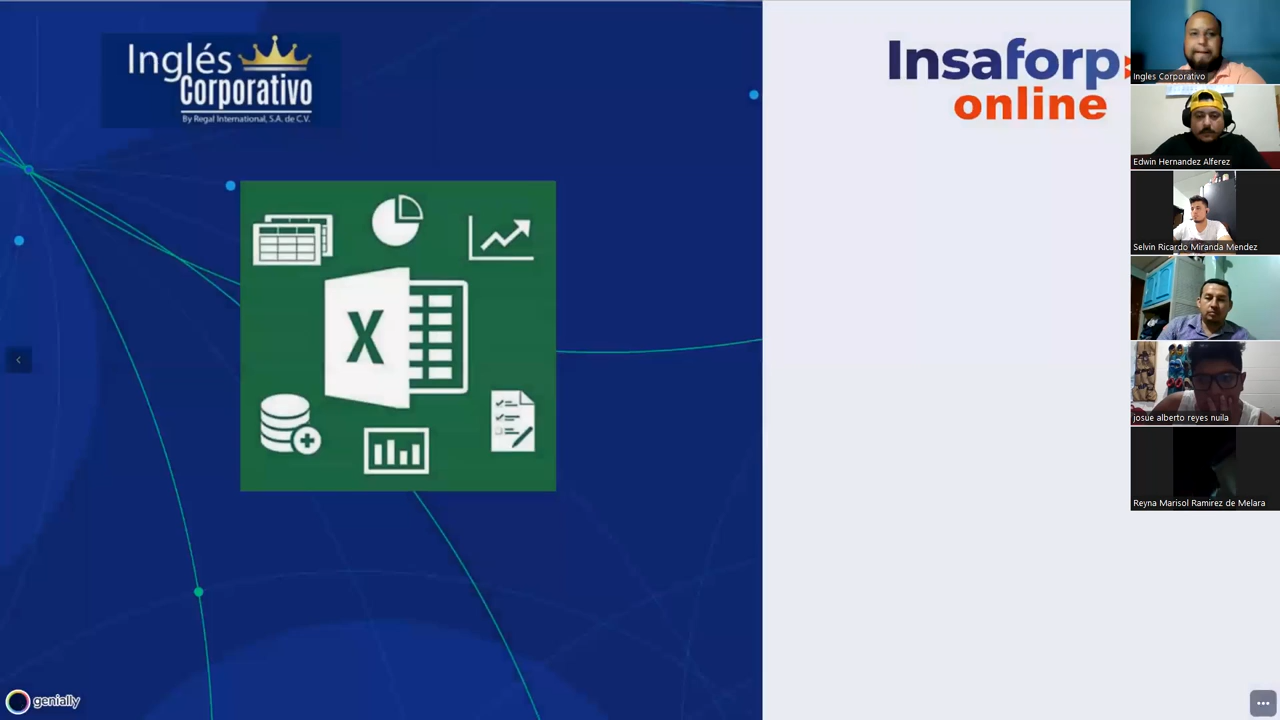 Inglés
Corporativo
By Regal International, S.A. de C.V.
Insaforp
online
X
genially
Ingles Corporativo
Edwin Hernandez Alferez
Selvin Ricardo Miranda Mendez
josue alberto reyes nuila
Reyna Marisol Ramirez de Melara